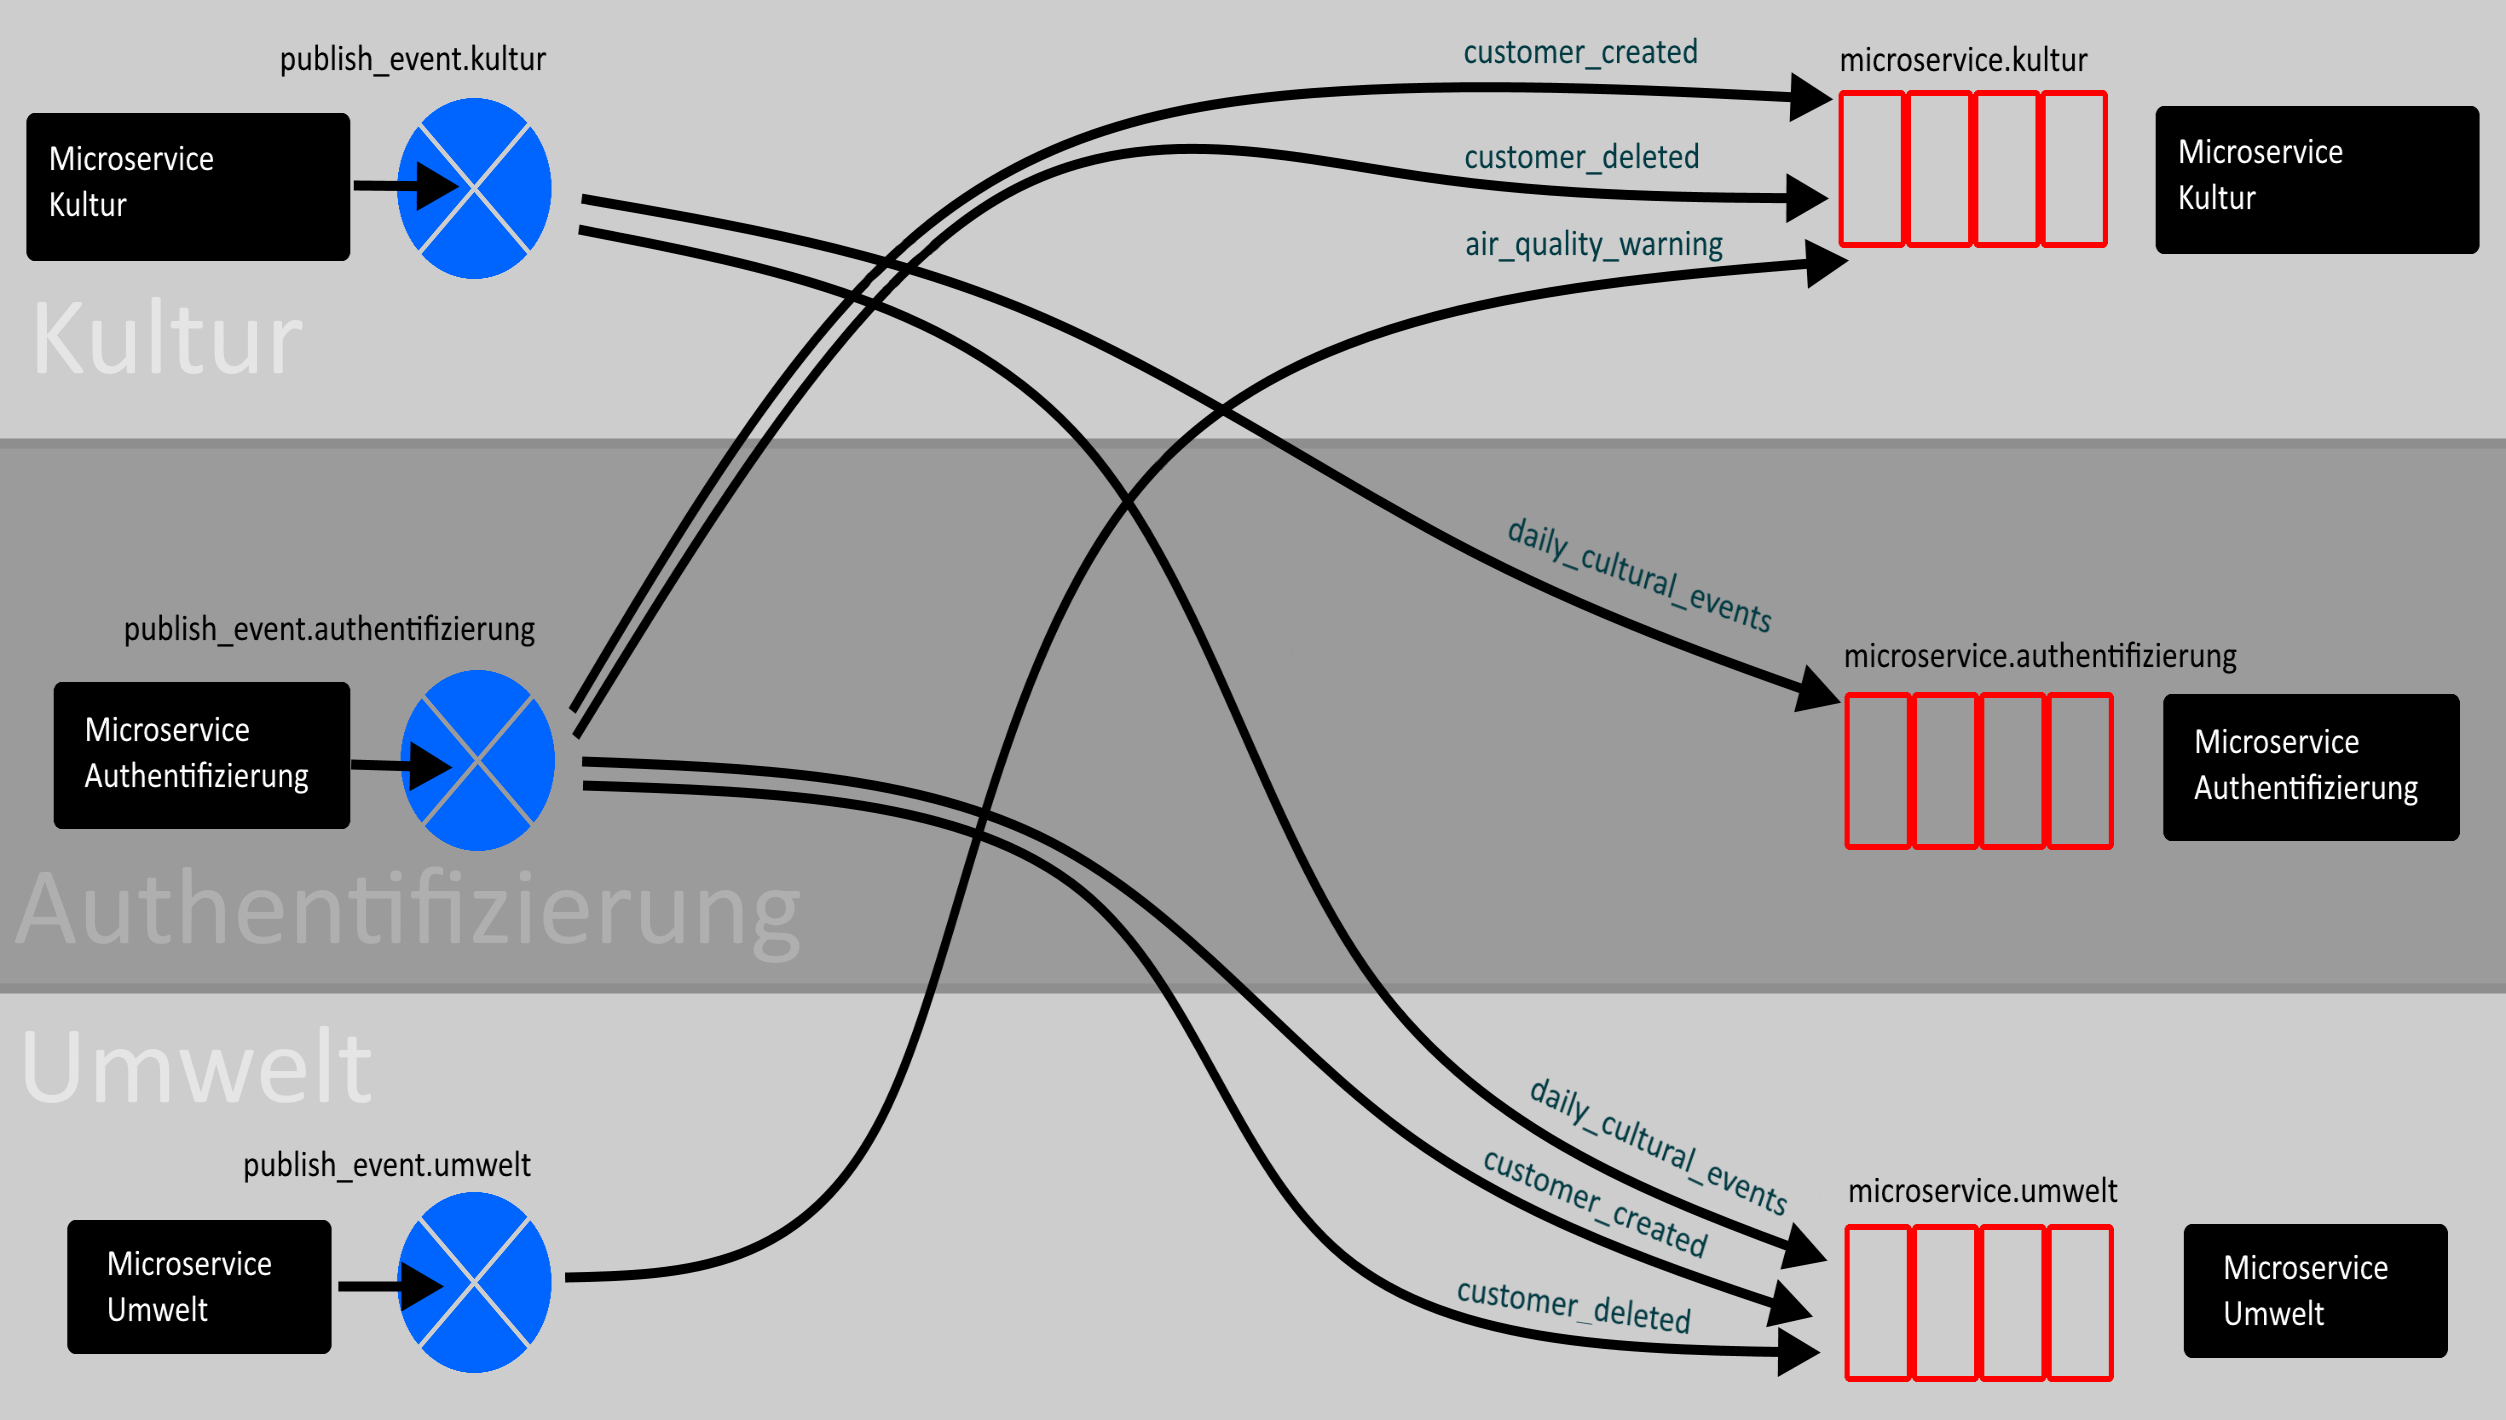 publish_event.kultur
customer_created
microservice.kultur
Microservice
Kultur
customer_deleted
Microservice
Kultur
air_quality_warning
Kultur
daily_cultural_events
publish_event.authentifizierung
microservice.authentifizierung
Microservice
Authentifizierung
Microservice
Authentifizierung
Authentifizierung
Umwelt
daily_cultural_events
publish_event.umwelt
customer_created
microservice.umwelt
Microservice
Umwelt
customer_deleted
Microservice
Umwelt